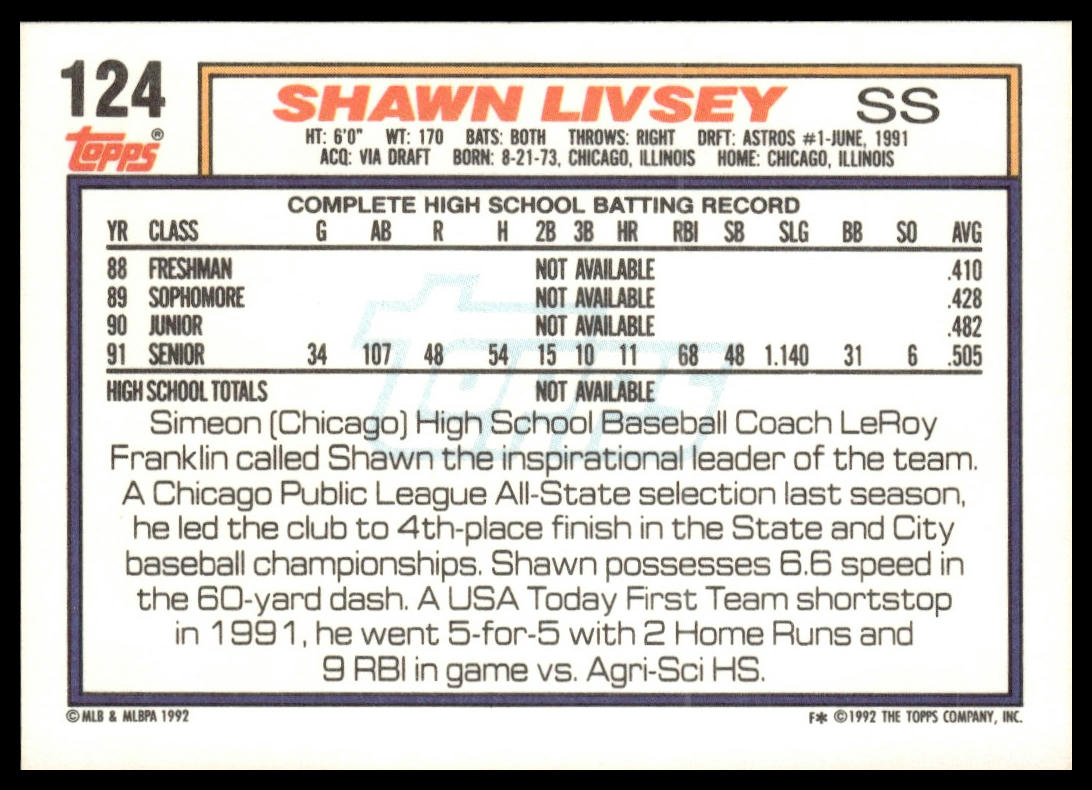 124
Topps®
SHAWN LIVSEY SS
HT: 6'0" WT: 170 BATS: BOTH THROWS: RIGHT DRFT: ASTROS #1-JUNE, 1991
ACQ: VIA DRAFT BORN: 8-21-73, CHICAGO, ILLINOIS HOME: CHICAGO, ILLINOIS
COMPLETE HIGH SCHOOL BATTING RECORD
YR CLASS G AB R H 2B 3B HR RBI SB SLG BB SO AVG
88 FRESHMAN NOT AVAILABLE .410
89 SOPHOMORE NOT AVAILABLE .428
90 JUNIOR NOT AVAILABLE .482
91 SENIOR 34 107 48 54 15 10 11 68 48 1.140 31 6 .505
HIGH SCHOOL TOTALS NOT AVAILABLE
Topps
Simeon (Chicago) High School Baseball Coach LeRoy
Franklin called Shawn the inspirational leader of the team.
A Chicago Public League All-State selection last season,
he led the club to 4th-place finish in the State and City
baseball championships. Shawn possesses 6.6 speed in
the 60-yard dash. A USA Today First Team shortstop
in 1991, he went 5-for-5 with 2 Home Runs and
9 RBI in game vs. Agri-Sci HS.
© MLB & MLBPA 1992
F* © 1992 THE TOPPS COMPANY, INC.